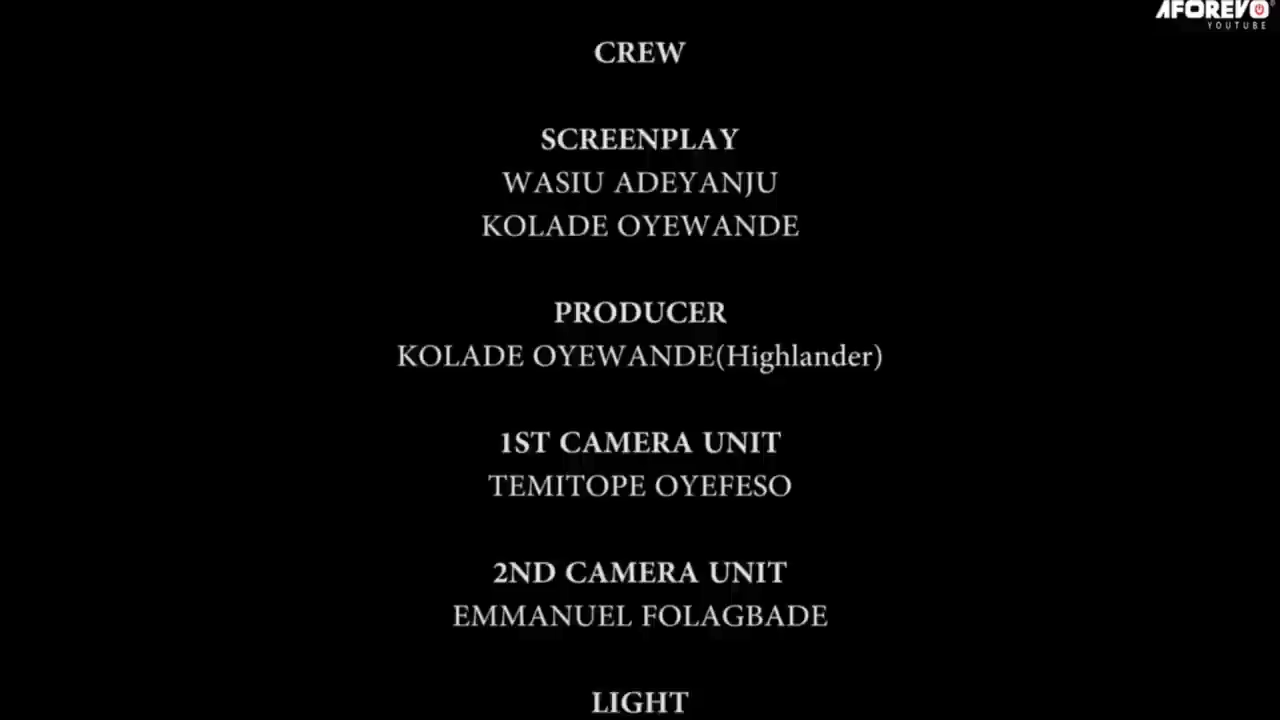 AFOREVO
YOUTUBE
CREW
SCREENPLAY
WASIU ADEYANJU
KOLADE OYEWANDE
PRODUCER
KOLADE OYEWANDE(Highlander)
1ST CAMERA UNIT
TEMITOPE OYEFESO
2ND CAMERA UNIT
EMMANUEL FOLAGBADE
LIGHT